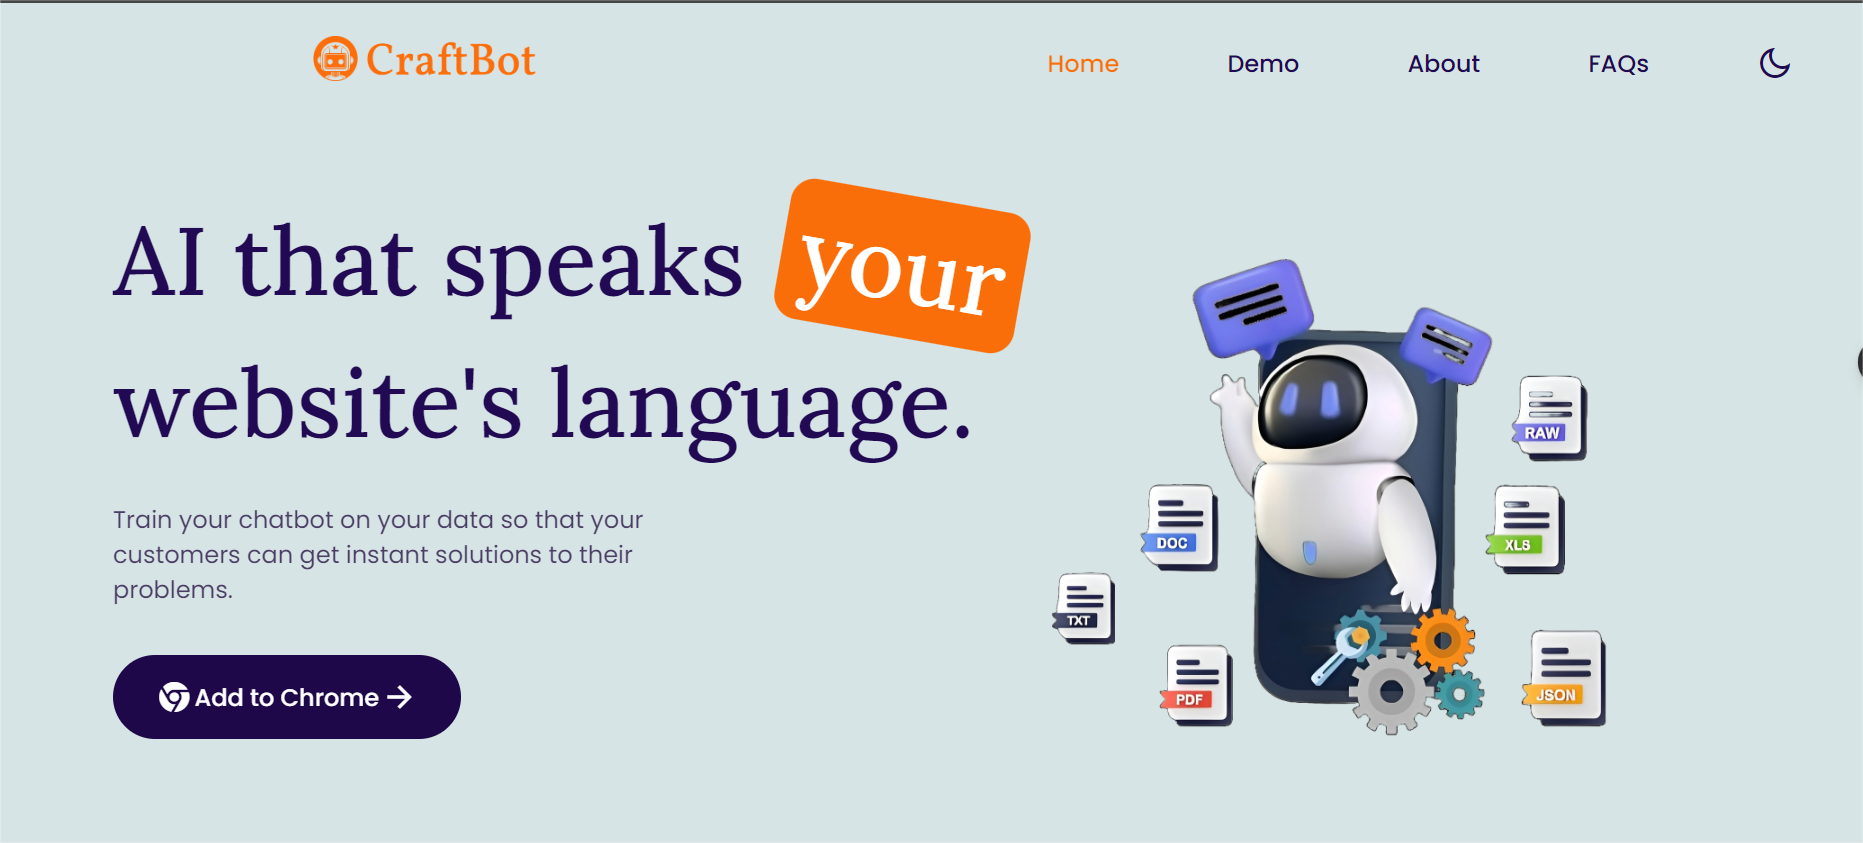 CraftBot
Home
Demo
About
FAQs
AI that speaks your
website's language.
Train your chatbot on your data so that your
customers can get instant solutions to their
problems.
Add to Chrome
RAW
DOC
XLS
TXT
PDF
JSON